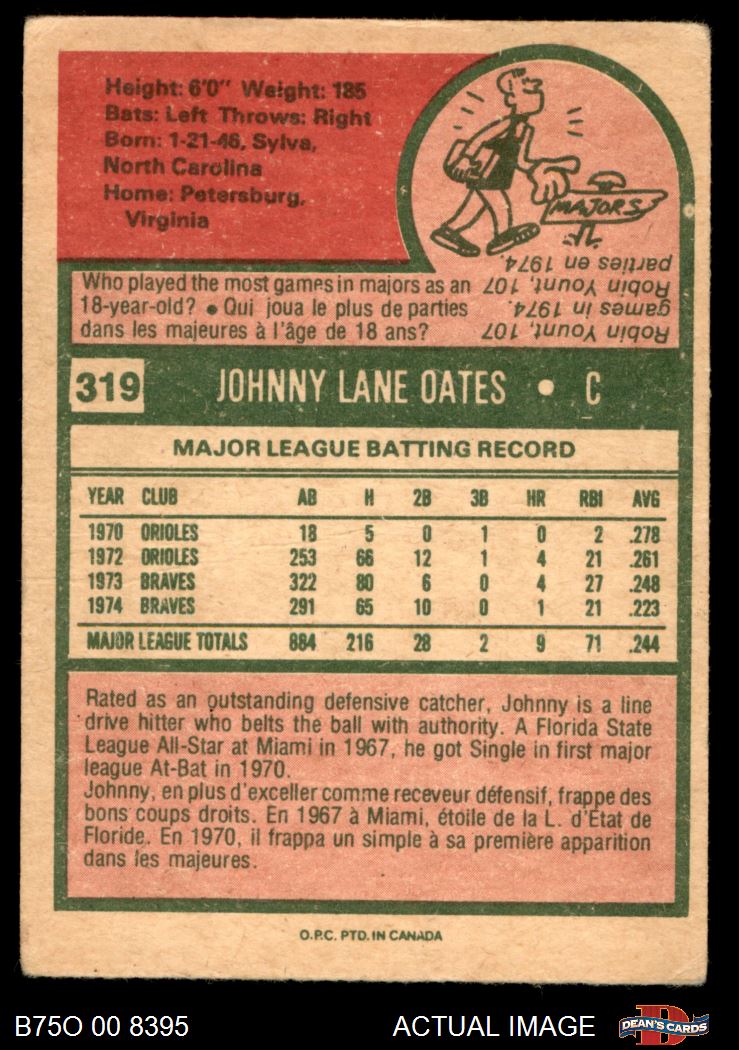 Height: 6'0" Weight: 185
Bats: Left Throws: Right
Born: 1-21-46, Sylva,
North Carolina
Home: Petersburg,
Virginia
MAJORS
Who played the most games in majors as an
18-year-old? • Qui joua le plus de parties
dans les majeures à l'âge de 18 ans?
Robin Yount, 107
games in 1974.
Robin Yount, 107
parties en 1974.
319 JOHNNY LANE OATES • C
MAJOR LEAGUE BATTING RECORD
YEAR CLUB AB H 2B 3B HR RBI AVG
1970 ORIOLES 18 5 0 1 0 2 .278
1972 ORIOLES 253 66 12 1 4 21 .261
1973 BRAVES 322 80 6 0 4 27 .248
1974 BRAVES 291 65 10 0 1 21 .223
MAJOR LEAGUE TOTALS 884 216 28 2 9 71 .244
Rated as an outstanding defensive catcher, Johnny is a line
drive hitter who belts the ball with authority. A Florida State
League All-Star at Miami in 1967, he got Single in first major
league At-Bat in 1970.
Johnny, en plus d'exceller comme receveur défensif, frappe des
bons coups droits. En 1967 à Miami, étoile de la L. d'État de
Floride. En 1970, il frappa un simple à sa première apparition
dans les majeures.
O.P.C. PTD. IN CANADA
B75O 00 8395 ACTUAL IMAGE D DEAN'S CARDS